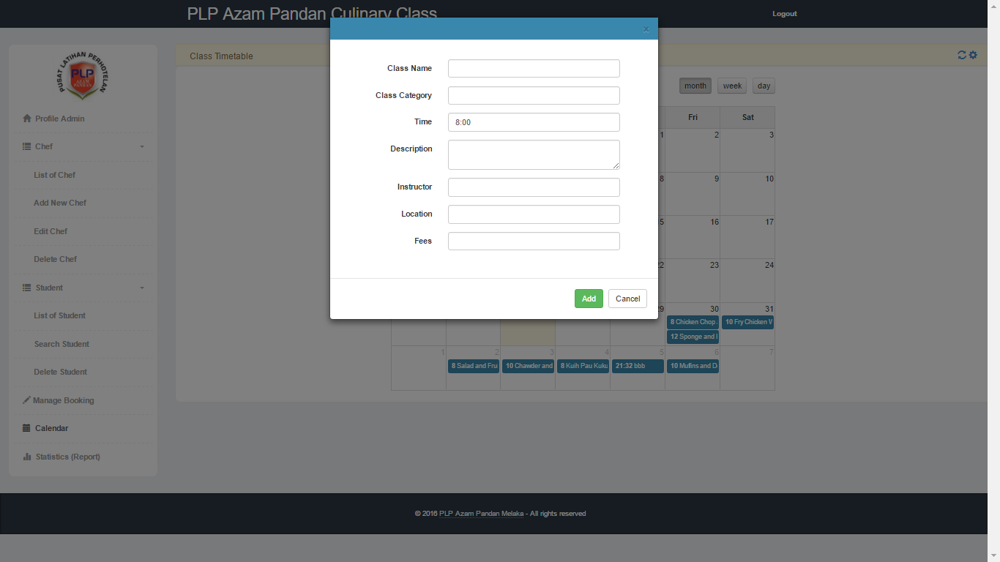 PLP Azam Pandan Culinary Class
Logout
×
PUSAT LATIHAN PERHOTELAN
PLP
AZAM
PANDAN
Profile Admin
Chef
List of Chef
Add New Chef
Edit Chef
Delete Chef
Student
List of Student
Search Student
Delete Student
Manage Booking
Calendar
Statistics (Report)
Class Timetable
Class Name
Class Category
Time 8:00
Description
Instructor
Location
Fees
Add Cancel
month week day
Fri Sat
1 2 3
8 9 10
16 17
23 24
30 31
8 Chicken Chop 10 Fry Chicken
12 Sponge and
1 2 3 4 5 6 7
8 Salad and Fru 10 Chawder and 8 Kuih Pau Kuku 21:32 bbb 10 Muffins and D
© 2016 PLP Azam Pandan Melaka - All rights reserved